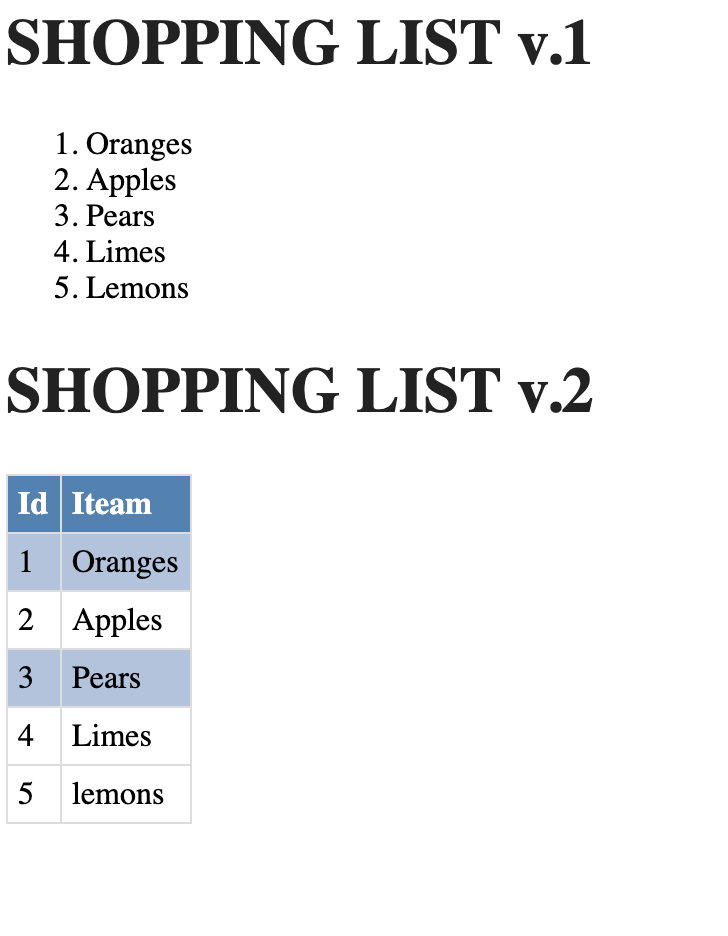 SHOPPING LIST v.1
1. Oranges
2. Apples
3. Pears
4. Limes
5. Lemons
SHOPPING LIST v.2
Id Iteam
1 Oranges
2 Apples
3 Pears
4 Limes
5 lemons